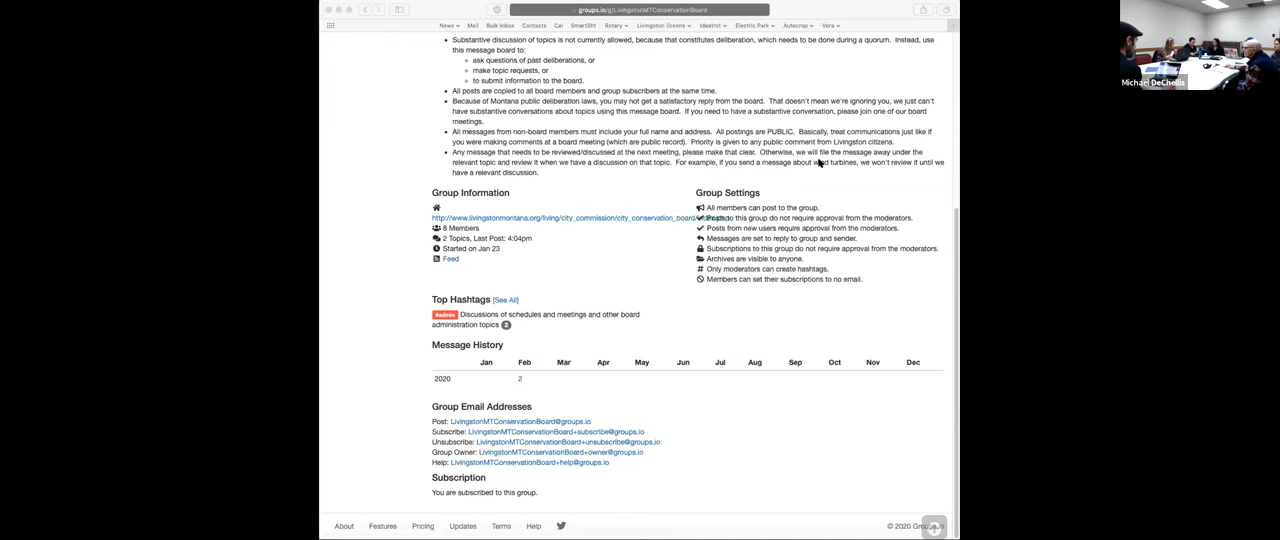 groups.io/g/LivingstonMTConservationBoard
News Mail Bulk Inbox Contacts Cal SmartSH Rotary Livingston Greens Ideatrot Electric Park Autocrop Vera
Michael DeChellis
• Substantive discussion of topics is not currently allowed, because that constitutes deliberation, which needs to be done during a quorum. Instead, use
this message board to:
ask questions of past deliberations, or
make topic requests, or
to submit information to the board.
• All posts are copied to all board members and group subscribers at the same time.
• Because of Montana public deliberation laws, you may not get a satisfactory reply from the board. That doesn't mean we're ignoring you, we just can't
have substantive conversations about topics using this message board. If you need to have a substantive conversation, please join one of our board
meetings.
• All messages from non-board members must include your full name and address. All postings are PUBLIC. Basically, treat communications just like if
you were making comments at a board meeting (which are public record). Priority is given to any public comment from Livingston citizens.
• Any message that needs to be reviewed/discussed at the next meeting, please make that clear. Otherwise, we will file the message away under the
relevant topic and review it when we have a discussion on that topic. For example, if you send a message about wind turbines, we won't review it until we
have a relevant discussion.
Group Information
http://www.livingstonmontana.org/living/city_commission/city_conservation_board/
8 Members
2 Topics, Last Post: 4:04pm
Started on Jan 23
Feed
Group Settings
All members can post to the group.
Posts to this group do not require approval from the moderators.
Posts from new users require approval from the moderators.
Messages are set to reply to group and sender.
Subscriptions to this group do not require approval from the moderators.
Archives are visible to anyone.
# Only moderators can create hashtags.
Members can set their subscriptions to no email.
Top Hashtags [See All]
#admin Discussions of schedules and meetings and other board
administration topics 2
Message History
Jan Feb Mar Apr May Jun Jul Aug Sep Oct Nov Dec
2020 2
Group Email Addresses
Post: LivingstonMTConservationBoard@groups.io
Subscribe: LivingstonMTConservationBoard+subscribe@groups.io
Unsubscribe: LivingstonMTConservationBoard+unsubscribe@groups.io
Group Owner: LivingstonMTConservationBoard+owner@groups.io
Help: LivingstonMTConservationBoard+help@groups.io
Subscription
You are subscribed to this group.
About Features Pricing Updates Terms Help © 2020 Groups.io